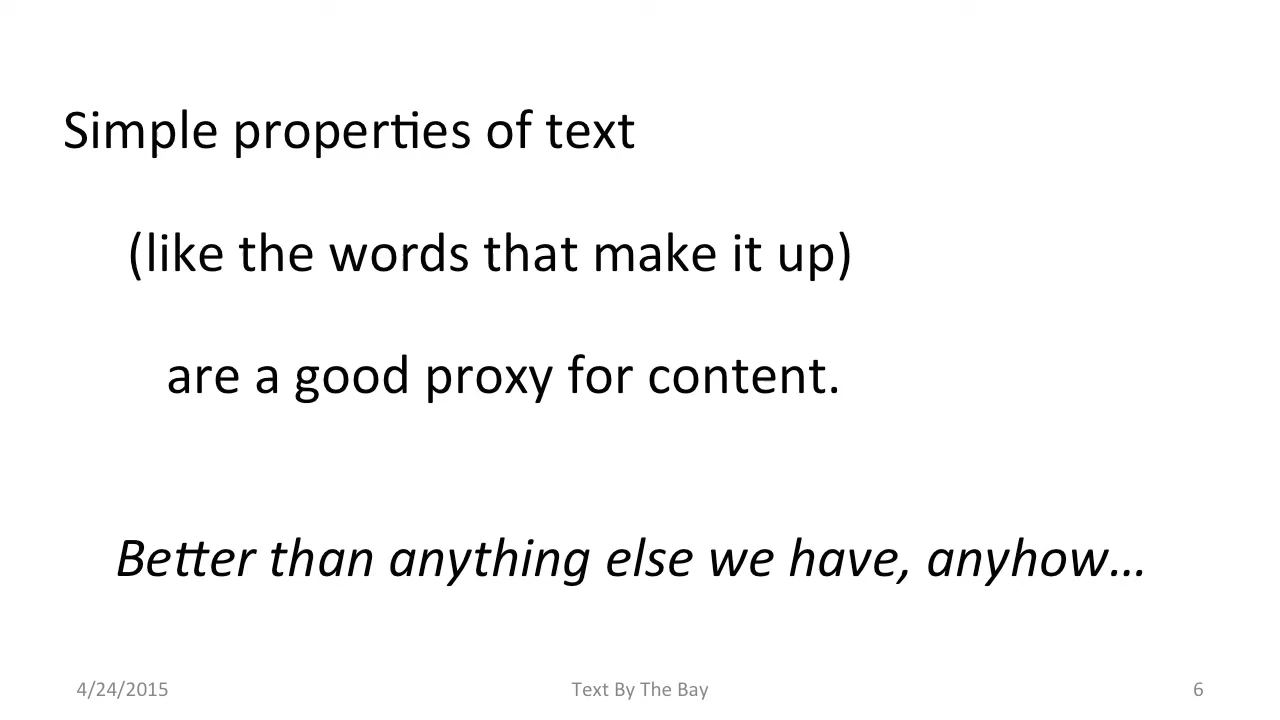 Simple properties of text
(like the words that make it up)
are a good proxy for content.
Better than anything else we have, anyhow…
4/24/2015
Text By The Bay
6